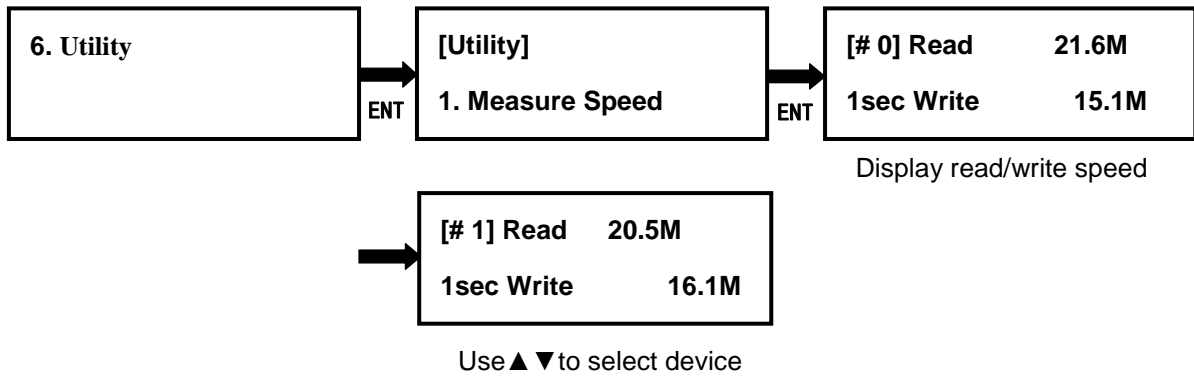 6. Utility
ENT
[Utility]
1. Measure Speed
ENT
[# 0] Read 21.6M
1sec Write 15.1M
Display read/write speed
[# 1] Read 20.5M
1sec Write 16.1M
Use▲▼to select device